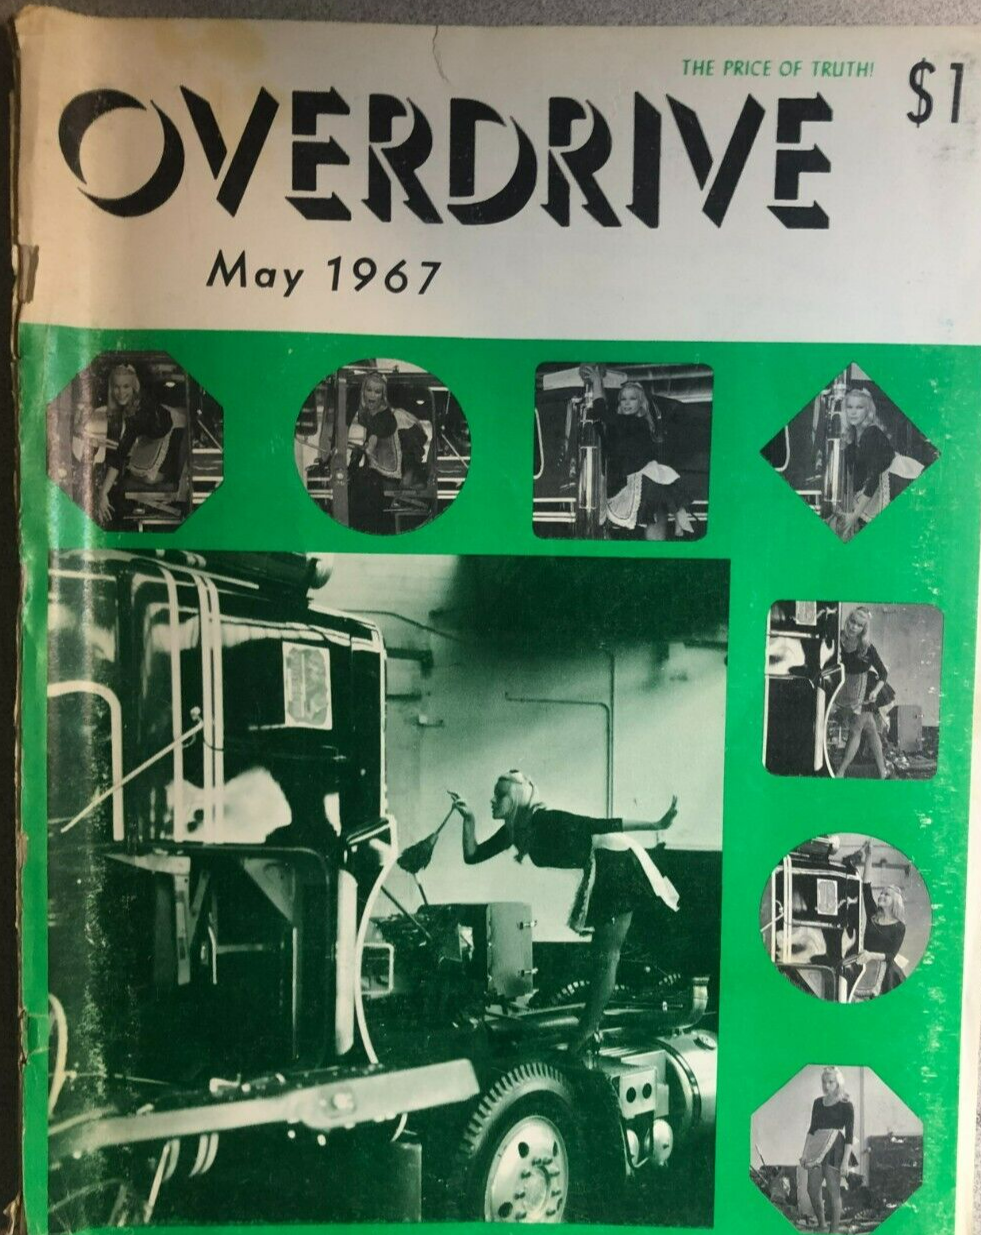 THE PRICE OF TRUTH!
$1
OVERDRIVE
May 1967